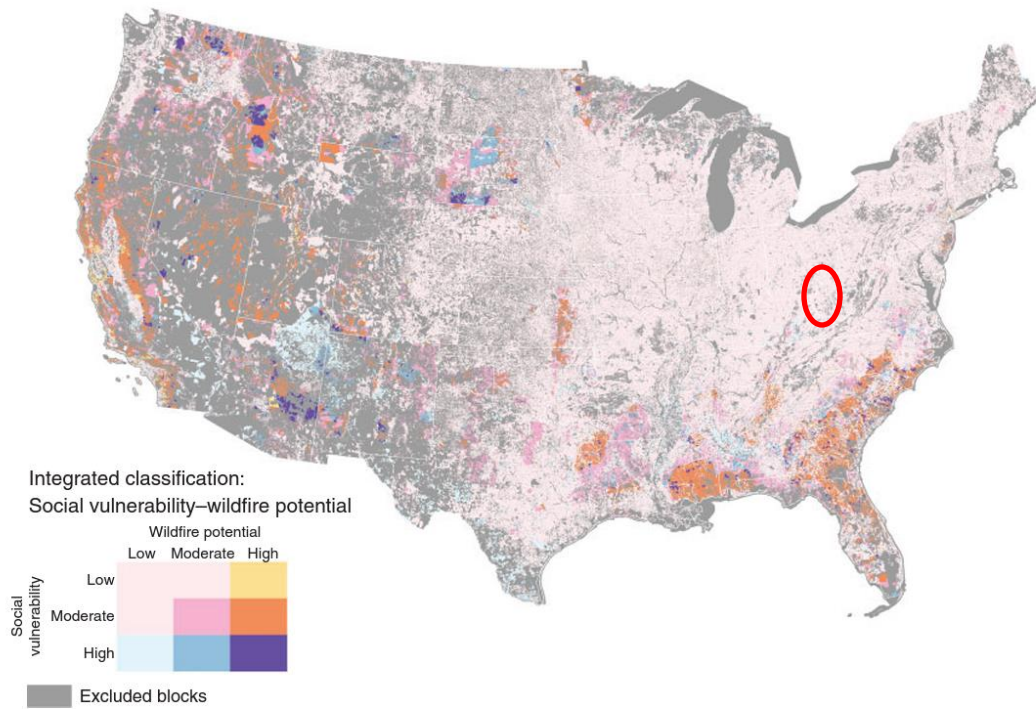 Integrated classification:
Social vulnerability–wildfire potential
Wildfire potential
Low Moderate High
Social
vulnerability
Low
Moderate
High
Excluded blocks